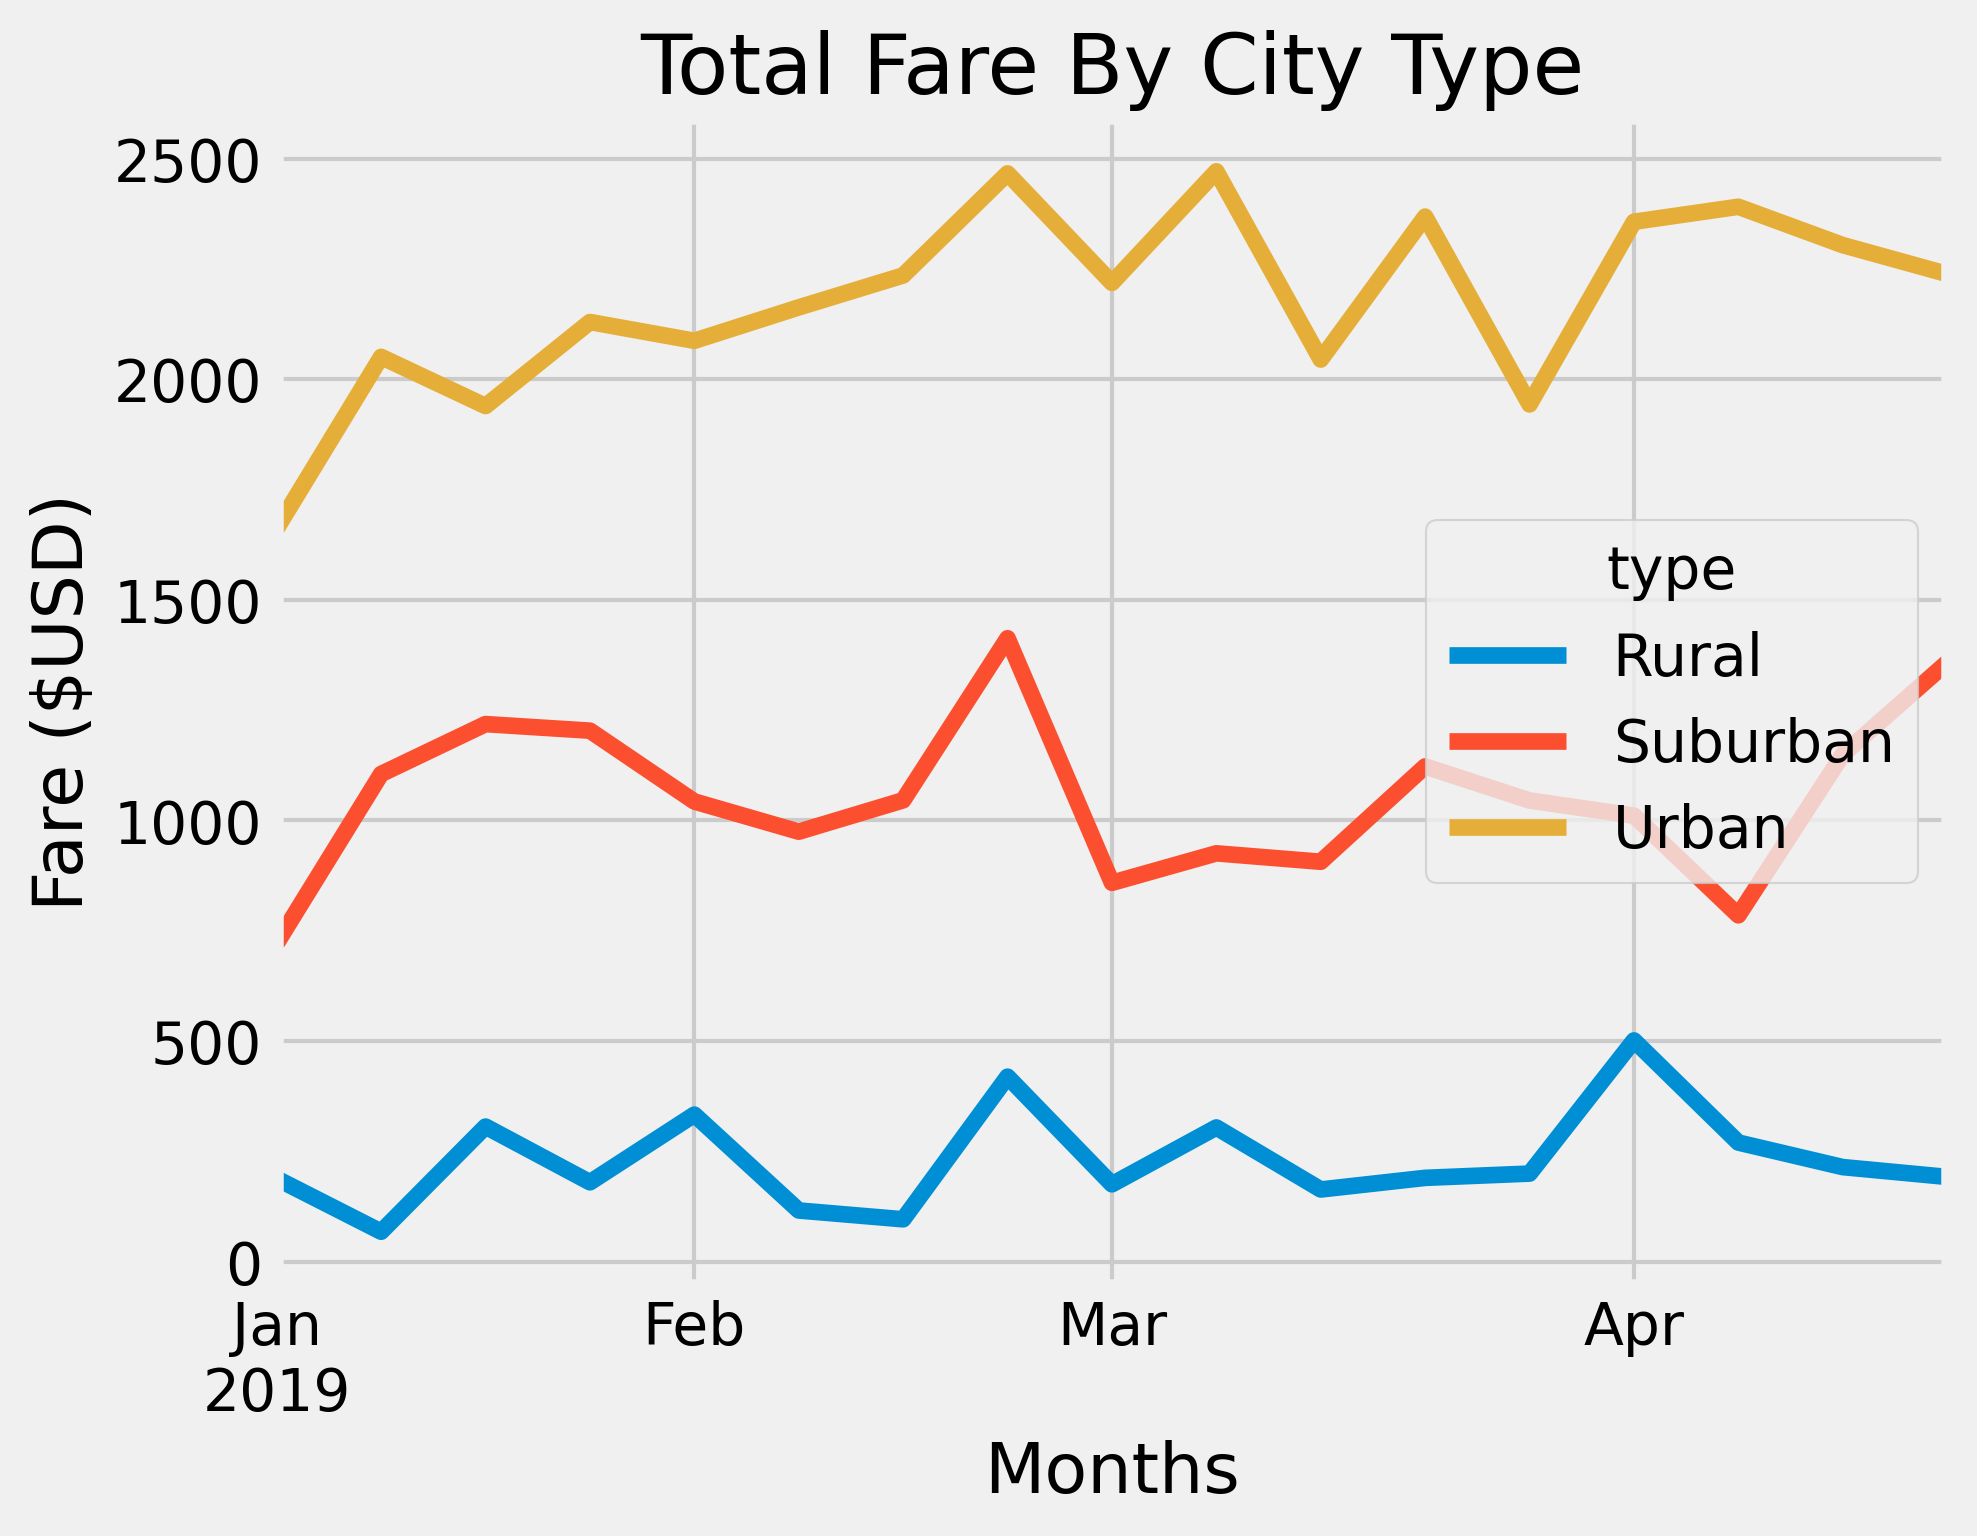 Total Fare By City Type
2500
2000
1500
1000
500
0
Fare ($USD)
type
Rural
Suburban
Urban
Jan Feb Mar Apr
2019
Months